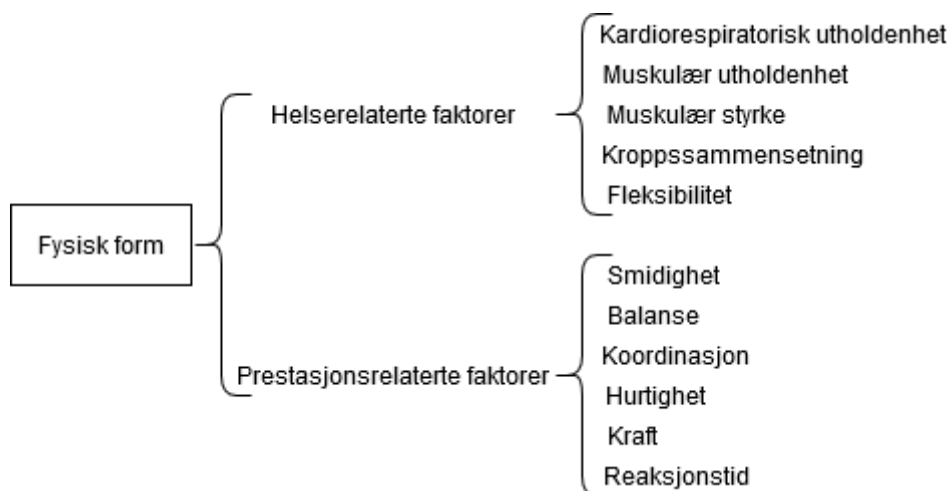 Fysisk form
Helserelaterte faktorer
Kardiorespiratorisk utholdenhet
Muskulær utholdenhet
Muskulær styrke
Kroppssammensetning
Fleksibilitet
Prestasjonsrelaterte faktorer
Smidighet
Balanse
Koordinasjon
Hurtighet
Kraft
Reaksjonstid